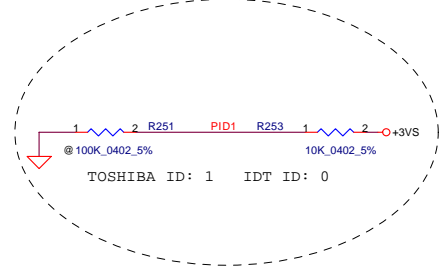 1 2 R251 PID1 R253 1 2 +3VS
@ 100K_0402_5% 10K_0402_5%
TOSHIBA ID: 1 IDT ID: 0